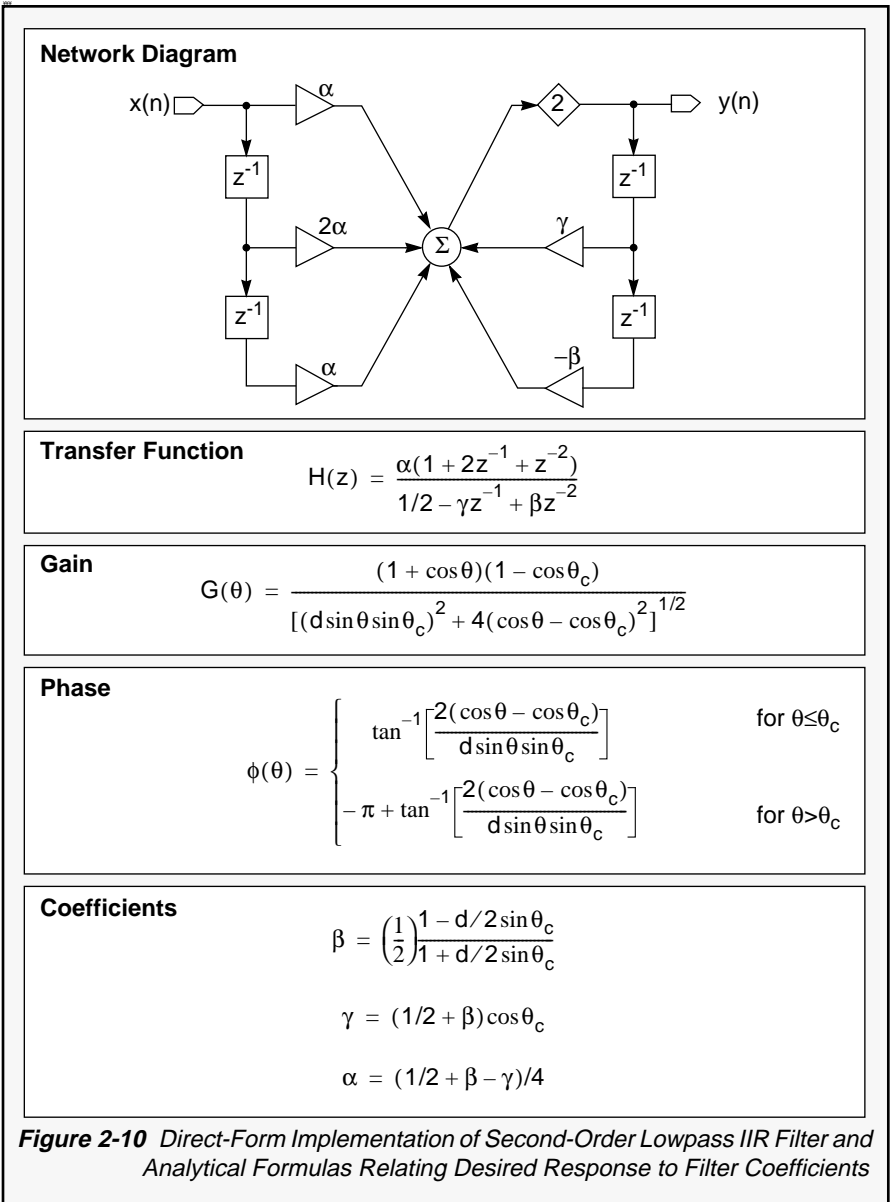 Network Diagram
x(n) α 2 y(n)
z⁻¹ z⁻¹
2α Σ γ
z⁻¹ z⁻¹
α −β
Transfer Function
H(z) = α(1 + 2z⁻¹ + z⁻²) / (1/2 – γz⁻¹ + βz⁻²)
Gain
G(θ) = (1 + cosθ)(1 – cosθc) / [(d sinθ sinθc)² + 4(cosθ – cosθc)²]^1/2
Phase
φ(θ) = { tan⁻¹[2(cosθ – cosθc) / d sinθ sinθc] for θ≤θc
– π + tan⁻¹[2(cosθ – cosθc) / d sinθ sinθc] for θ>θc
Coefficients
β = (1/2) (1 – d/2 sinθc) / (1 + d/2 sinθc)
γ = (1/2 + β)cosθc
α = (1/2 + β – γ)/4
Figure 2-10 Direct-Form Implementation of Second-Order Lowpass IIR Filter and
Analytical Formulas Relating Desired Response to Filter Coefficients